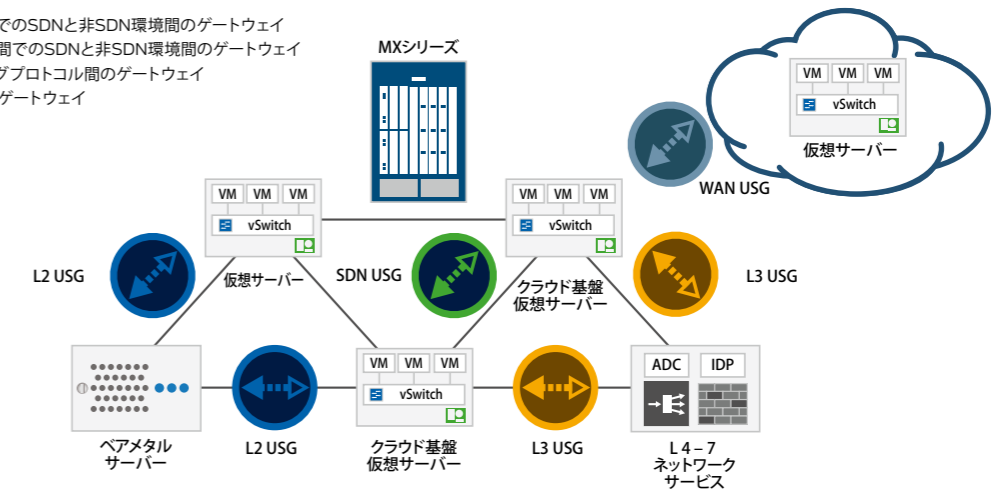 でのSDNと非SDN環境間のゲートウェイ
間でのSDNと非SDN環境間のゲートウェイ
グプロトコル間のゲートウェイ
ゲートウェイ
MXシリーズ
VM VM VM
vSwitch
仮想サーバー
WAN USG
VM VM VM
vSwitch
仮想サーバー
VM VM VM
vSwitch
クラウド基盤
仮想サーバー
L2 USG
SDN USG
L3 USG
ベアメタル
サーバー
L2 USG
VM VM VM
vSwitch
クラウド基盤
仮想サーバー
L3 USG
ADC IDP
L 4 – 7
ネットワーク
サービス